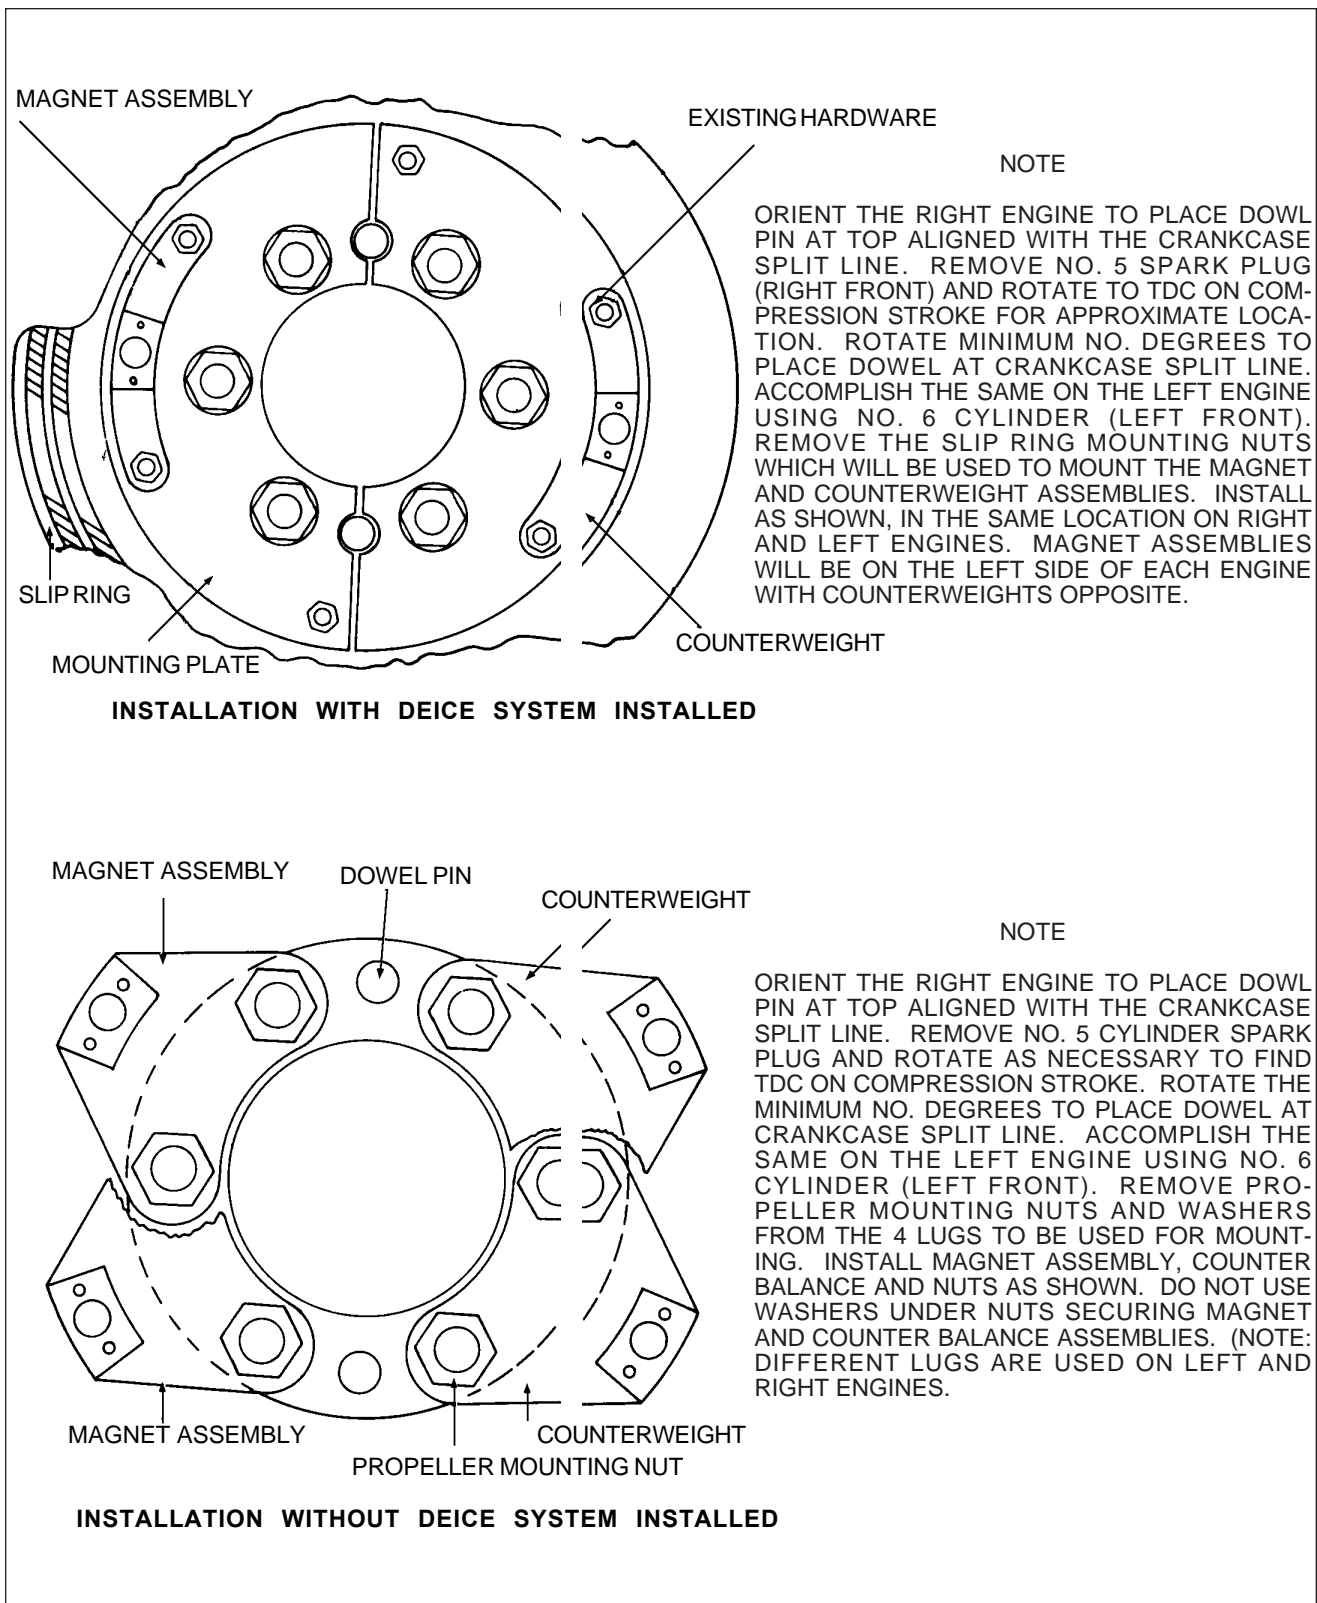 MAGNET ASSEMBLY
EXISTING HARDWARE
SLIP RING
MOUNTING PLATE
COUNTERWEIGHT
NOTE
ORIENT THE RIGHT ENGINE TO PLACE DOWL
PIN AT TOP ALIGNED WITH THE CRANKCASE
SPLIT LINE. REMOVE NO. 5 SPARK PLUG
(RIGHT FRONT) AND ROTATE TO TDC ON COM-
PRESSION STROKE FOR APPROXIMATE LOCA-
TION. ROTATE MINIMUM NO. DEGREES TO
PLACE DOWEL AT CRANKCASE SPLIT LINE.
ACCOMPLISH THE SAME ON THE LEFT ENGINE
USING NO. 6 CYLINDER (LEFT FRONT).
REMOVE THE SLIP RING MOUNTING NUTS
WHICH WILL BE USED TO MOUNT THE MAGNET
AND COUNTERWEIGHT ASSEMBLIES. INSTALL
AS SHOWN, IN THE SAME LOCATION ON RIGHT
AND LEFT ENGINES. MAGNET ASSEMBLIES
WILL BE ON THE LEFT SIDE OF EACH ENGINE
WITH COUNTERWEIGHTS OPPOSITE.
INSTALLATION WITH DEICE SYSTEM INSTALLED
MAGNET ASSEMBLY
DOWEL PIN
COUNTERWEIGHT
MAGNET ASSEMBLY
COUNTERWEIGHT
PROPELLER MOUNTING NUT
NOTE
ORIENT THE RIGHT ENGINE TO PLACE DOWL
PIN AT TOP ALIGNED WITH THE CRANKCASE
SPLIT LINE. REMOVE NO. 5 CYLINDER SPARK
PLUG AND ROTATE AS NECESSARY TO FIND
TDC ON COMPRESSION STROKE. ROTATE THE
MINIMUM NO. DEGREES TO PLACE DOWEL AT
CRANKCASE SPLIT LINE. ACCOMPLISH THE
SAME ON THE LEFT ENGINE USING NO. 6
CYLINDER (LEFT FRONT). REMOVE PRO-
PELLER MOUNTING NUTS AND WASHERS
FROM THE 4 LUGS TO BE USED FOR MOUNT-
ING. INSTALL MAGNET ASSEMBLY, COUNTER
BALANCE AND NUTS AS SHOWN. DO NOT USE
WASHERS UNDER NUTS SECURING MAGNET
AND COUNTER BALANCE ASSEMBLIES. (NOTE:
DIFFERENT LUGS ARE USED ON LEFT AND
RIGHT ENGINES.
INSTALLATION WITHOUT DEICE SYSTEM INSTALLED